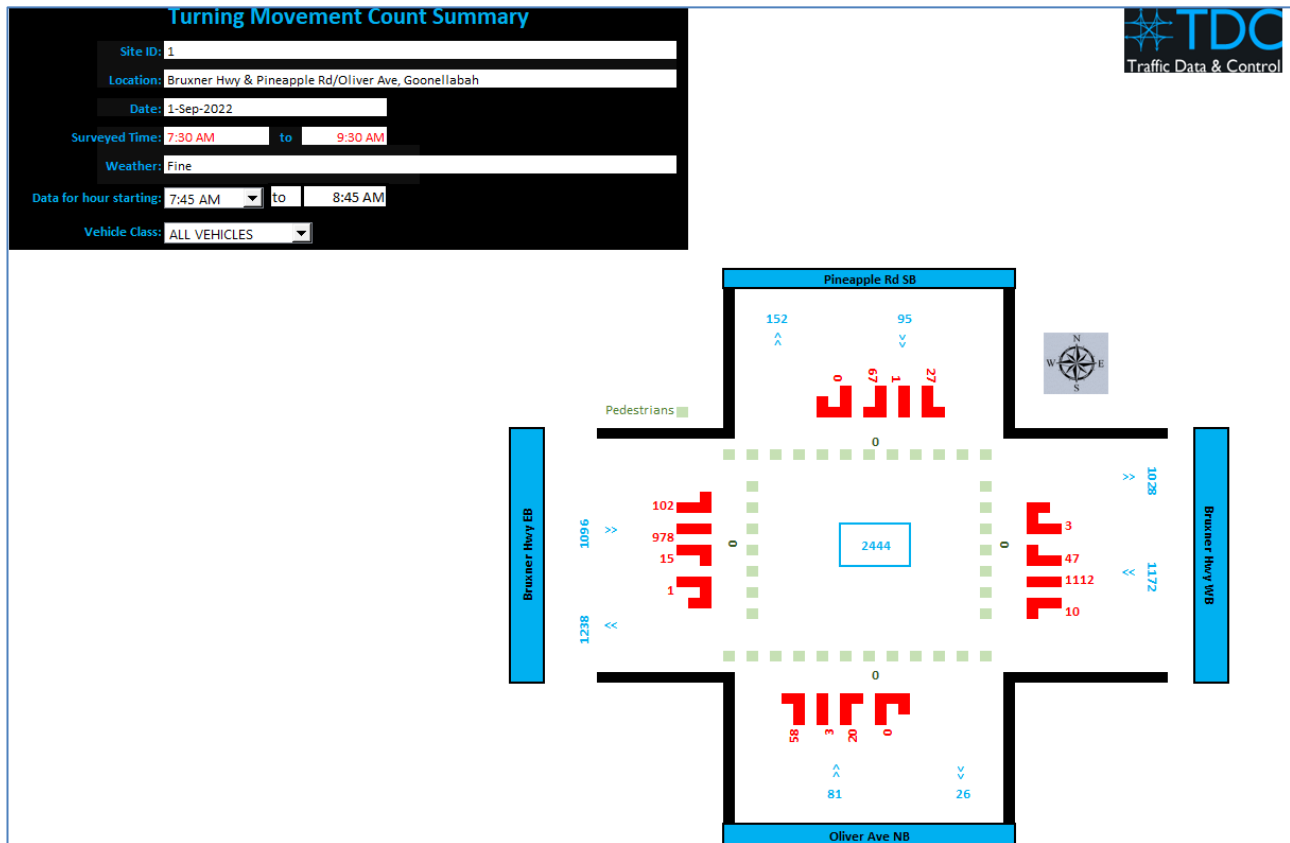 Turning Movement Count Summary
TDC
Traffic Data & Control
Site ID: 1
Location: Bruxner Hwy & Pineapple Rd/Oliver Ave, Goonellabah
Date: 1-Sep-2022
Surveyed Time: 7:30 AM to 9:30 AM
Weather: Fine
Data for hour starting: 7:45 AM to 8:45 AM
Vehicle Class: ALL VEHICLES
Pineapple Rd SB
152 95
>> >>
N
W E
S
0 67 1 27
Pedestrians
0
Bruxner Hwy EB
1096 >>
1238 <<
102
978
15
1
0
2444
0
3
47
1112
10
>> 1028
<< 1172
Bruxner Hwy WB
0
58 3 20 0
>> >>
81 26
Oliver Ave NB